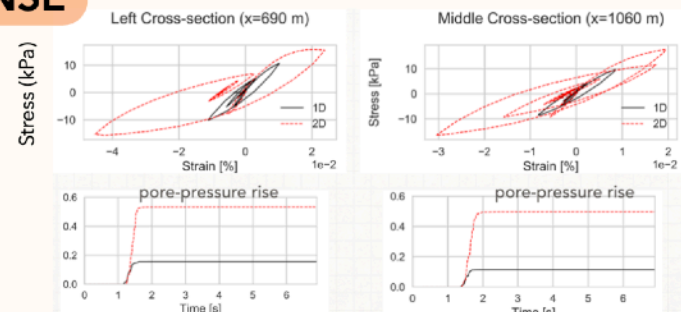 NSE
Left Cross-section (x=690 m)
Middle Cross-section (x=1060 m)
Stress (kPa)
10
0
−10
1D
2D
−4
−2
0
2
Strain [%]
1e−2
Stress [kPa]
10
0
−10
1D
2D
−3
−2
−1
0
1
2
Strain [%]
1e−2
pore-pressure rise
0.6
0.4
0.2
0.0
0
1
2
3
4
5
6
Time [s]
pore-pressure rise
0.6
0.4
0.2
0.0
0
1
2
3
4
5
6
Time [s]